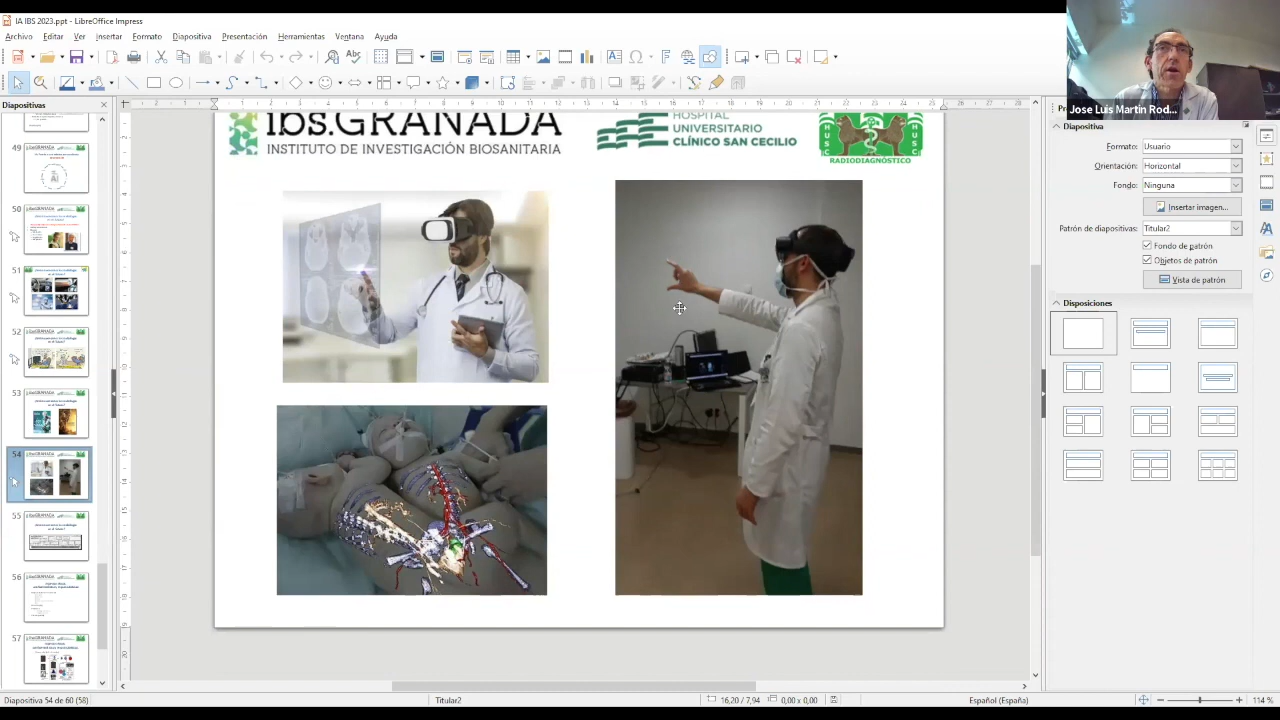 IA IBS 2023.ppt - LibreOffice Impress
Archivo Editar Ver Insertar Formato Diapositiva Presentación Herramientas Ventana Ayuda
Jose Luis Martín Rod...
Diapositivas
49
50
51
52
53
54
55
56
57
ibs.GRANADA
INSTITUTO DE INVESTIGACIÓN BIOSANITARIA
HOSPITAL
UNIVERSITARIO
CLÍNICO SAN CECILIO
HUSC
HUSC
RADIODIAGNÓSTICO
Diapositiva
Formato:
Usuario
Orientación:
Horizontal
Fondo:
Ninguna
Insertar imagen...
Patrón de diapositivas:
Titular2
Fondo de patrón
Objetos de patrón
Vista de patrón
Disposiciones
Diapositiva 54 de 60 (58)
Titular2
16,20 / 7,94
0,00 x 0,00
Español (España)
114 %